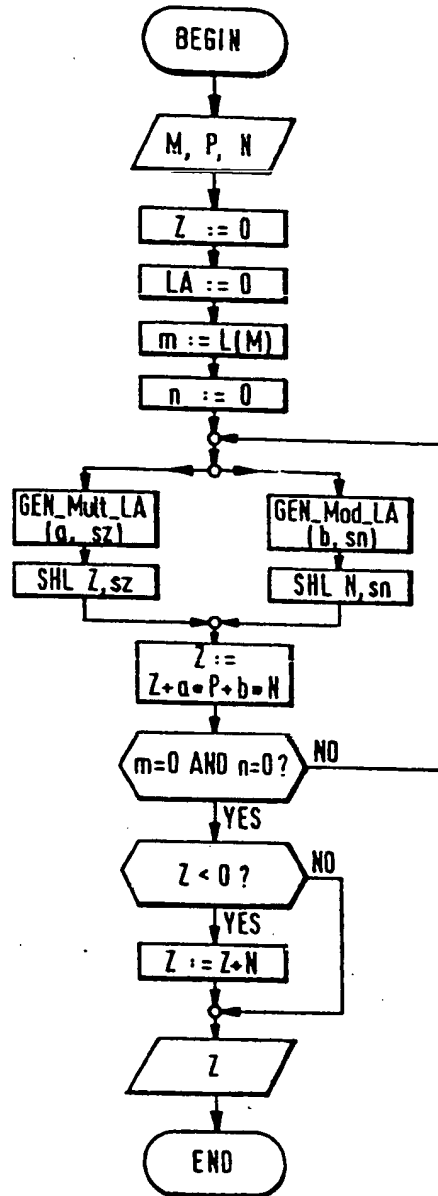 BEGIN
M, P, N
Z := 0
LA := 0
m := L(M)
n := 0
GEN_Mult_LA
(a, sz)
SHL Z,sz
GEN_Mod_LA
(b, sn)
SHL N,sn
Z :=
Z+a*P+b*N
m=0 AND n=0?
NO
YES
Z < 0 ?
NO
YES
Z := Z+N
Z
END